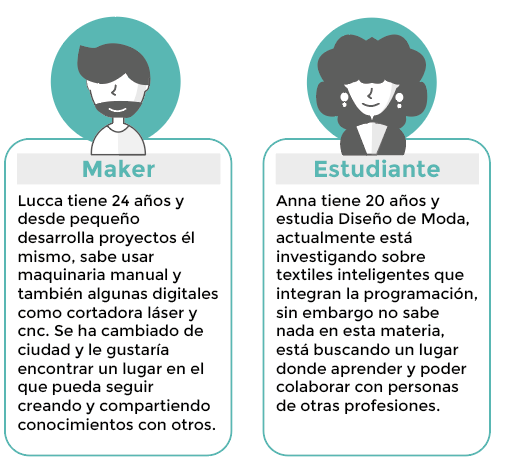 Maker
Lucca tiene 24 años y
desde pequeño
desarrolla proyectos él
mismo, sabe usar
maquinaria manual y
también algunas digitales
como cortadora láser y
cnc. Se ha cambiado de
ciudad y le gustaría
encontrar un lugar en el
que pueda seguir
creando y compartiendo
conocimientos con otros.
Estudiante
Anna tiene 20 años y
estudia Diseño de Moda,
actualmente está
investigando sobre
textiles inteligentes que
integran la programación,
sin embargo no sabe
nada en esta materia,
está buscando un lugar
donde aprender y poder
colaborar con personas
de otras profesiones.